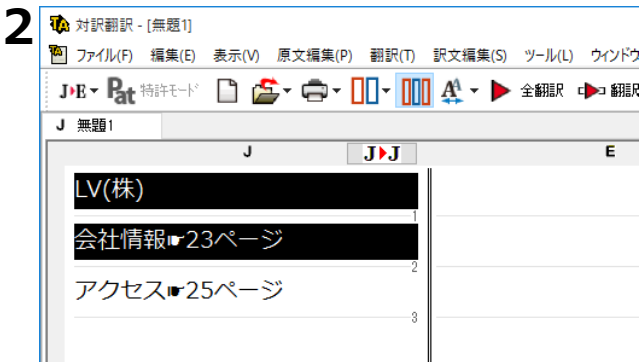 2
対訳翻訳 - [無題1]
ファイル(F) 編集(E) 表示(V) 原文編集(P) 翻訳(T) 訳文編集(S) ツール(L) ウインドウ
J▶E Pat 特許モード 全翻訳 翻訳
J 無題1
J J▶J E
LV(株)
1
会社情報☛23ページ
2
アクセス☛25ページ
3